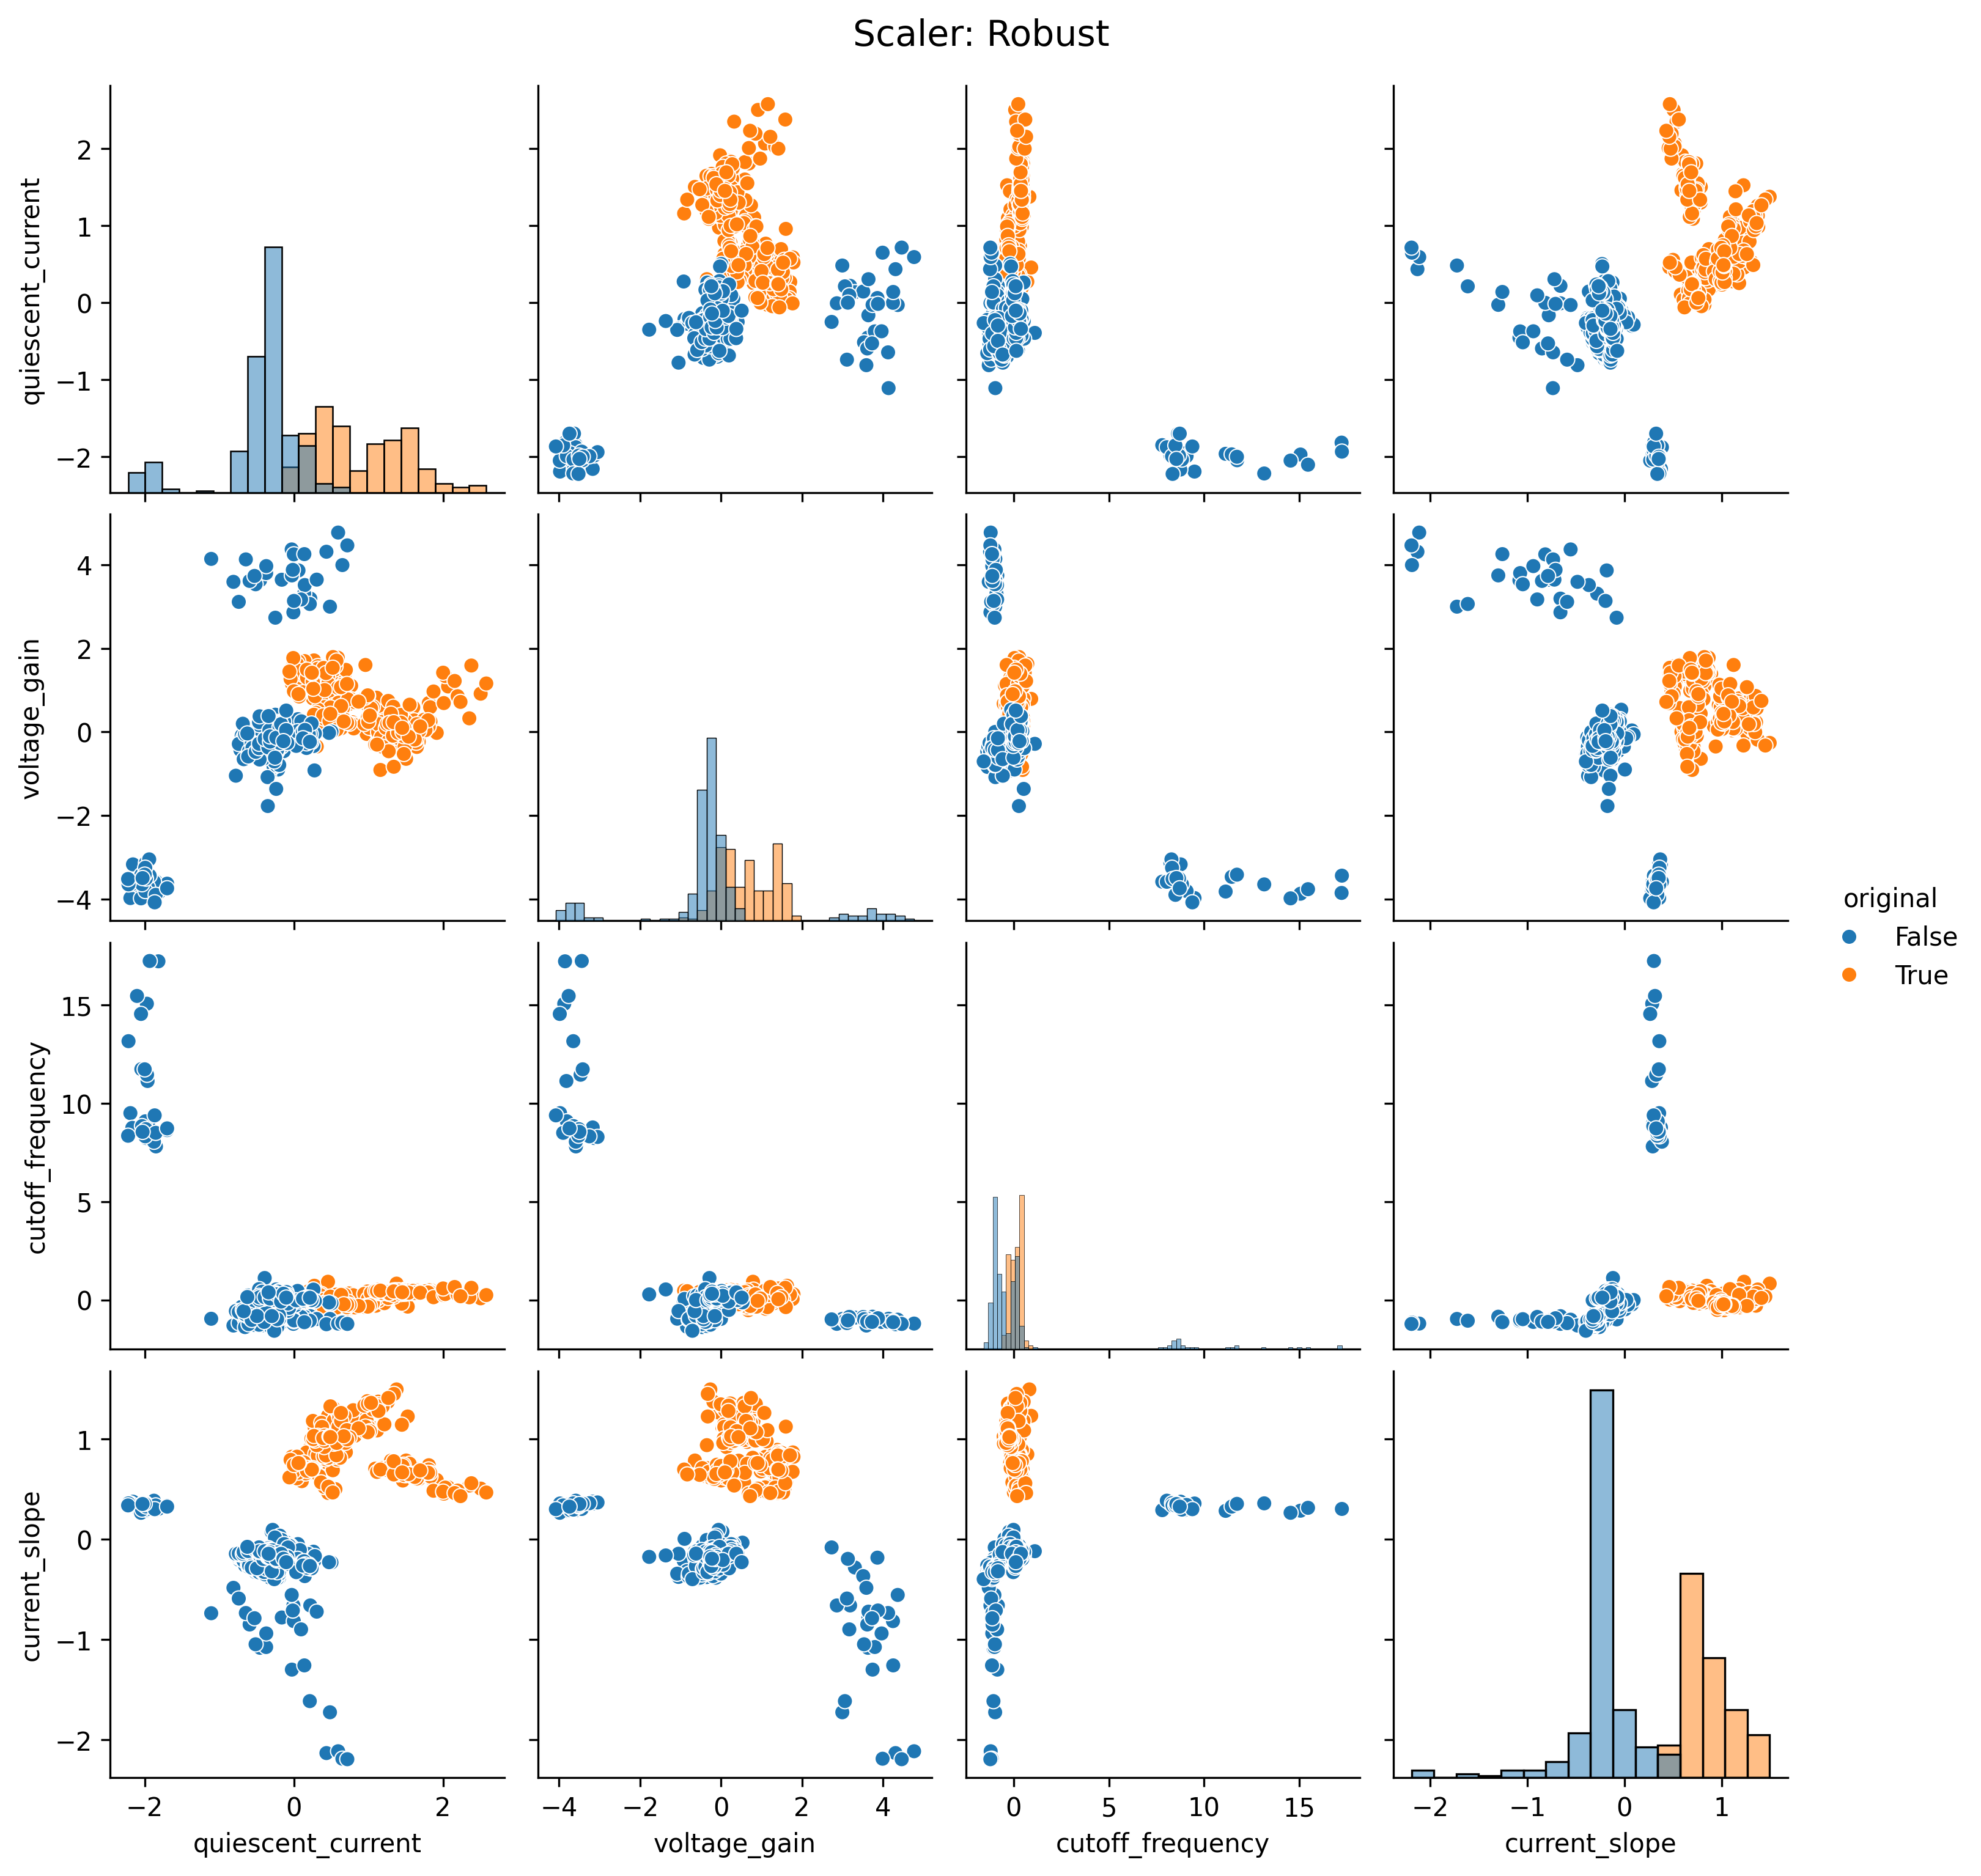 Scaler: Robust
quiescent_current
2
1
0
−1
−2
voltage_gain
4
2
0
−2
−4
cutoff_frequency
15
10
5
0
current_slope
1
0
−1
−2
−2 0 2
quiescent_current
−4 −2 0 2 4
voltage_gain
0 5 10 15
cutoff_frequency
−2 −1 0 1
current_slope
original
False
True